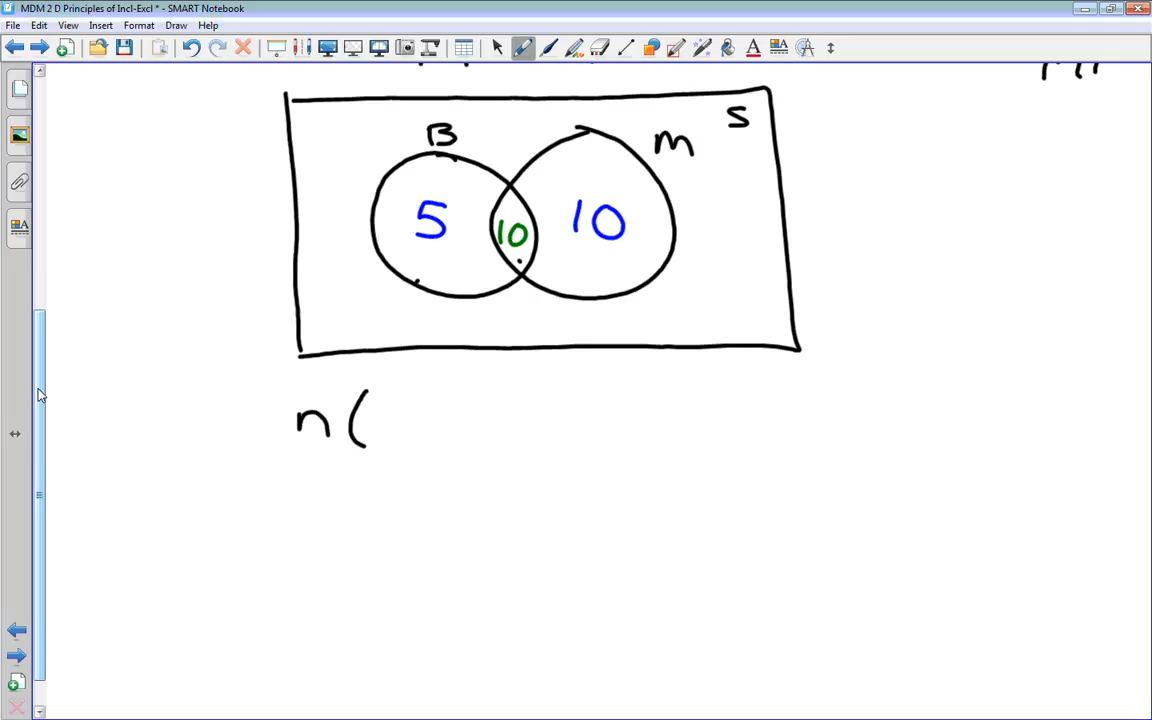 MDM 2 D Principles of Incl-Excl * - SMART Notebook
File Edit View Insert Format Draw Help
S
B
M
5
10
10
n (